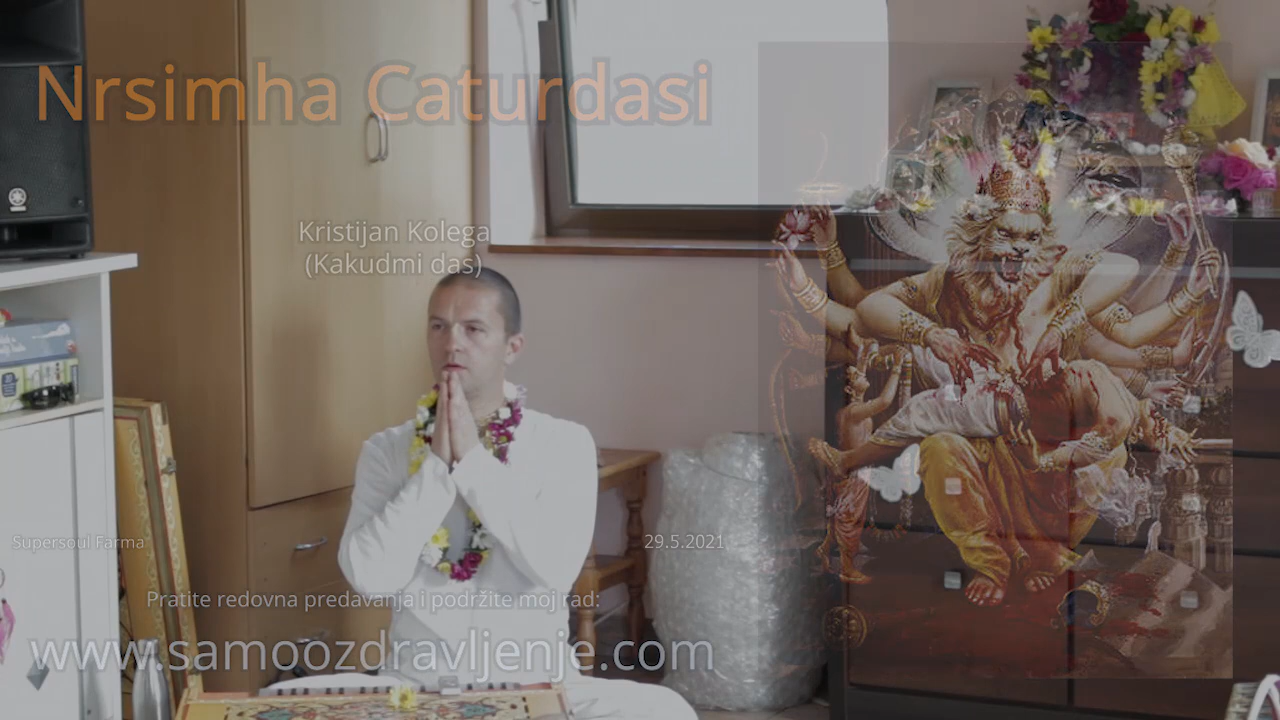 Nrsimha Caturdasi
Kristijan Kolega
(Kakudmi das)
Supersoul Farma
29.5.2021.
Pratite redovna predavanja i podržite moj rad:
www.samoozdravljenje.com